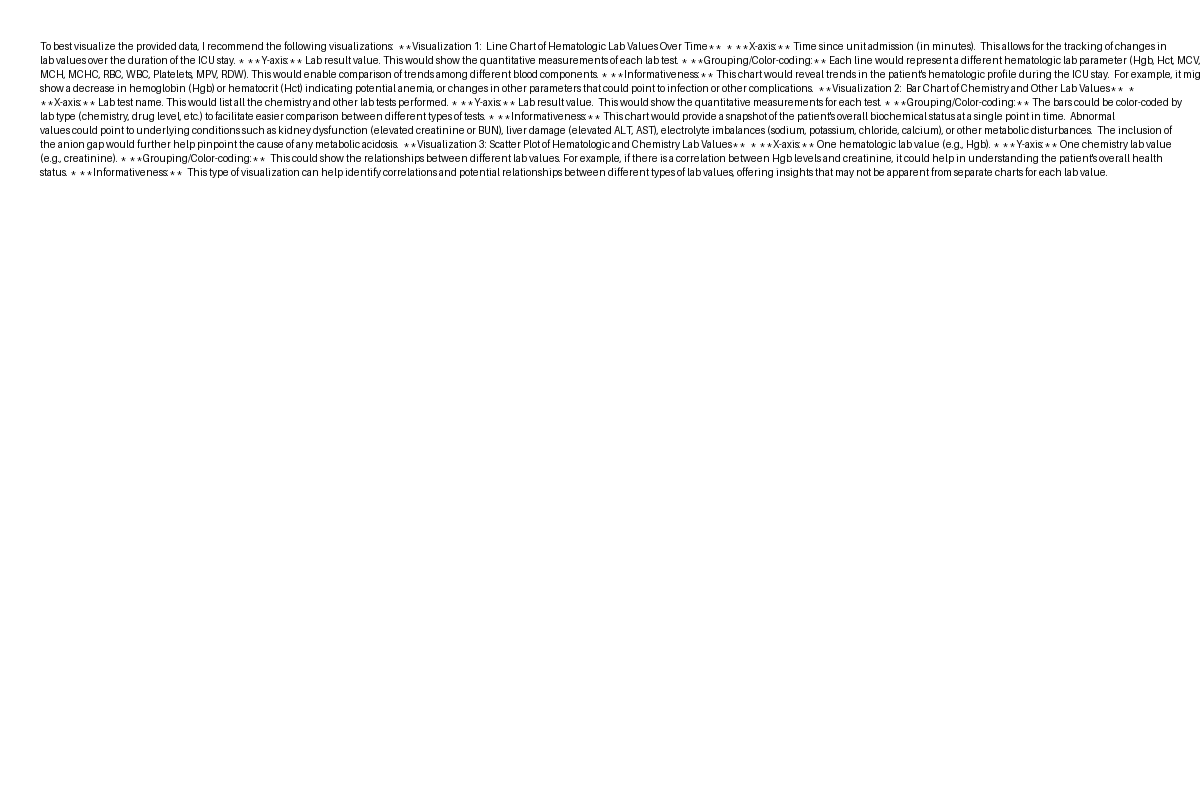 To best visualize the provided data, I recommend the following visualizations:  **Visualization 1:  Line Chart of Hematologic Lab Values Over Time**  * **X-axis:** Time since unit admission (in minutes).  This allows for the tracking of changes in
lab values over the duration of the ICU stay. * **Y-axis:** Lab result value. This would show the quantitative measurements of each lab test. * **Grouping/Color-coding:** Each line would represent a different hematologic lab parameter (Hgb, Hct, MCV,
MCH, MCHC, RBC, WBC, Platelets, MPV, RDW). This would enable comparison of trends among different blood components. * **Informativeness:** This chart would reveal trends in the patient's hematologic profile during the ICU stay.  For example, it mig
show a decrease in hemoglobin (Hgb) or hematocrit (Hct) indicating potential anemia, or changes in other parameters that could point to infection or other complications.  **Visualization 2:  Bar Chart of Chemistry and Other Lab Values**  *
**X-axis:** Lab test name. This would list all the chemistry and other lab tests performed. * **Y-axis:** Lab result value.  This would show the quantitative measurements for each test. * **Grouping/Color-coding:** The bars could be color-coded by
lab type (chemistry, drug level, etc.) to facilitate easier comparison between different types of tests. * **Informativeness:** This chart would provide a snapshot of the patient's overall biochemical status at a single point in time.  Abnormal
values could point to underlying conditions such as kidney dysfunction (elevated creatinine or BUN), liver damage (elevated ALT, AST), electrolyte imbalances (sodium, potassium, chloride, calcium), or other metabolic disturbances.  The inclusion of
the anion gap would further help pinpoint the cause of any metabolic acidosis.  **Visualization 3: Scatter Plot of Hematologic and Chemistry Lab Values**  * **X-axis:** One hematologic lab value (e.g., Hgb). * **Y-axis:** One chemistry lab value
(e.g., creatinine). * **Grouping/Color-coding:**  This could show the relationships between different lab values. For example, if there is a correlation between Hgb levels and creatinine, it could help in understanding the patient's overall health
status. * **Informativeness:**  This type of visualization can help identify correlations and potential relationships between different types of lab values, offering insights that may not be apparent from separate charts for each lab value.